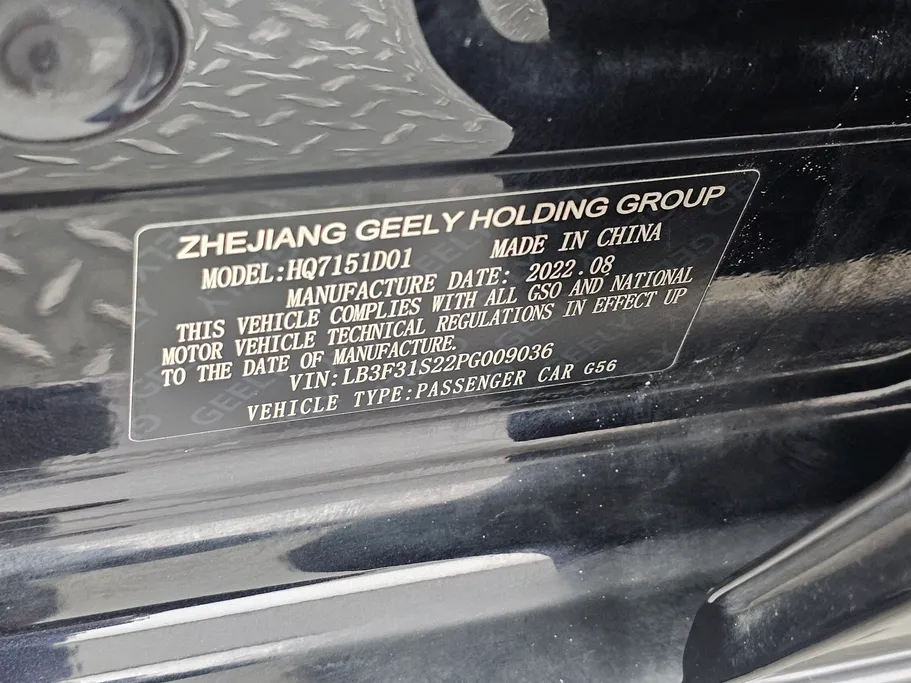 ZHEJIANG GEELY HOLDING GROUP
MODEL:HQ7151D01 MADE IN CHINA
MANUFACTURE DATE: 2022.08
THIS VEHICLE COMPLIES WITH ALL GSO AND NATIONAL
MOTOR VEHICLE TECHNICAL REGULATIONS IN EFFECT UP
TO THE DATE OF MANUFACTURE.
VIN:LB3F31S22PG009036
VEHICLE TYPE:PASSENGER CAR G56